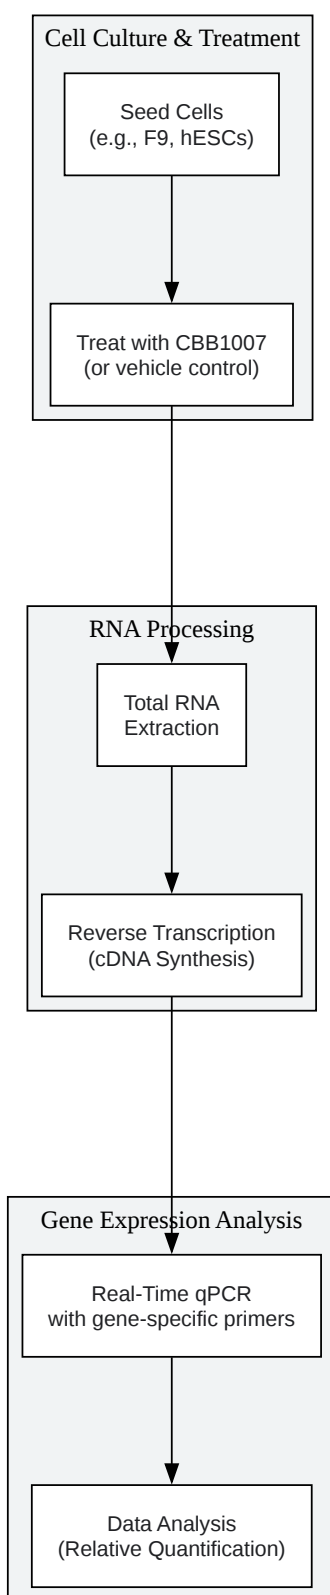 Cell Culture & Treatment
Seed Cells
(e.g., F9, hESCs)
Treat with CBB1007
(or vehicle control)
RNA Processing
Total RNA
Extraction
Reverse Transcription
(cDNA Synthesis)
Gene Expression Analysis
Real-Time qPCR
with gene-specific primers
Data Analysis
(Relative Quantification)